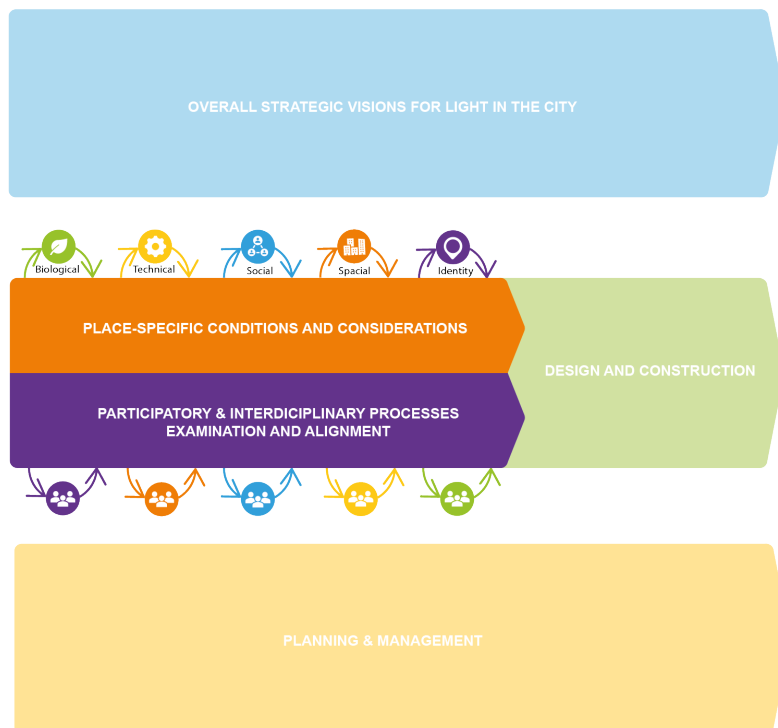 OVERALL STRATEGIC VISIONS FOR LIGHT IN THE CITY
Biological
Technical
Social
Spacial
Identity
PLACE-SPECIFIC CONDITIONS AND CONSIDERATIONS
DESIGN AND CONSTRUCTION
PARTICIPATORY & INTERDICIPLINARY PROCESSES
EXAMINATION AND ALIGNMENT
PLANNING & MANAGEMENT